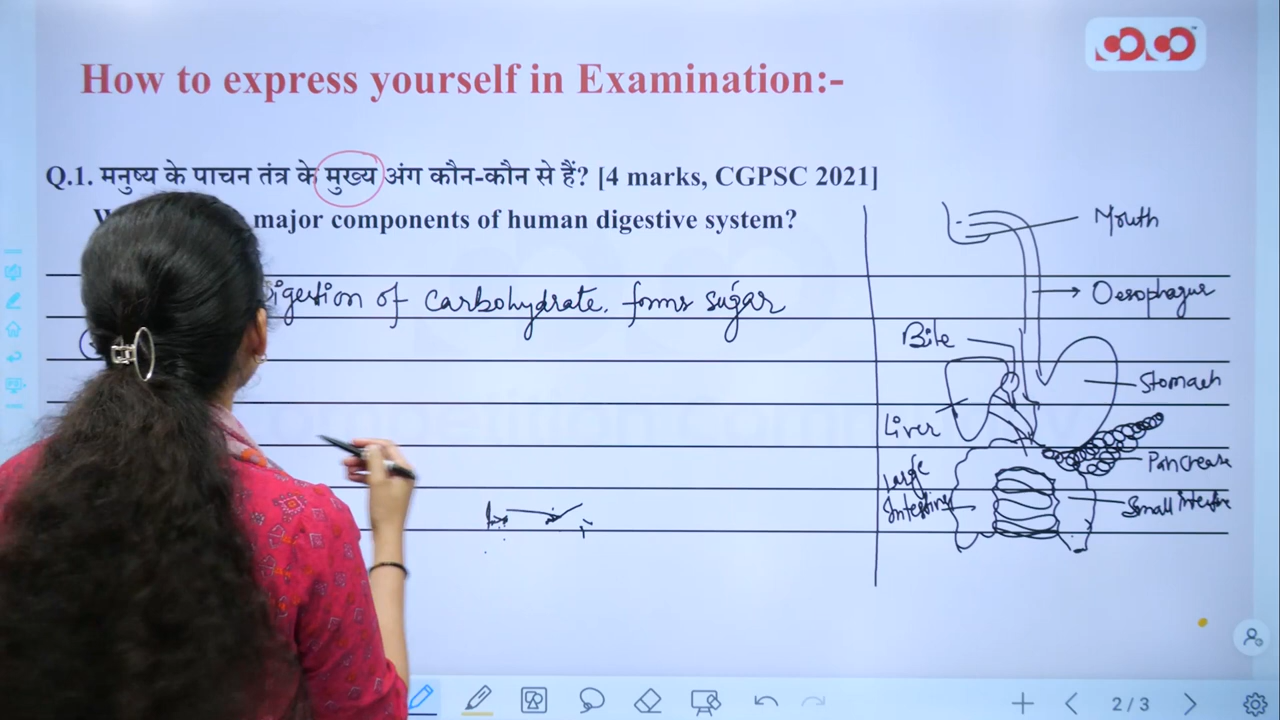 How to express yourself in Examination:-
Q.1. मनुष्य के पाचन तंत्र के मुख्य अंग कौन-कौन से हैं? [4 marks, CGPSC 2021]
major components of human digestive system?
Digestion of Carbohydrate. forms sugar
Mouth
Oesophagus
Bile
Stomach
Liver
Pancrease
Large
Intestine
Small intestine
2 / 3